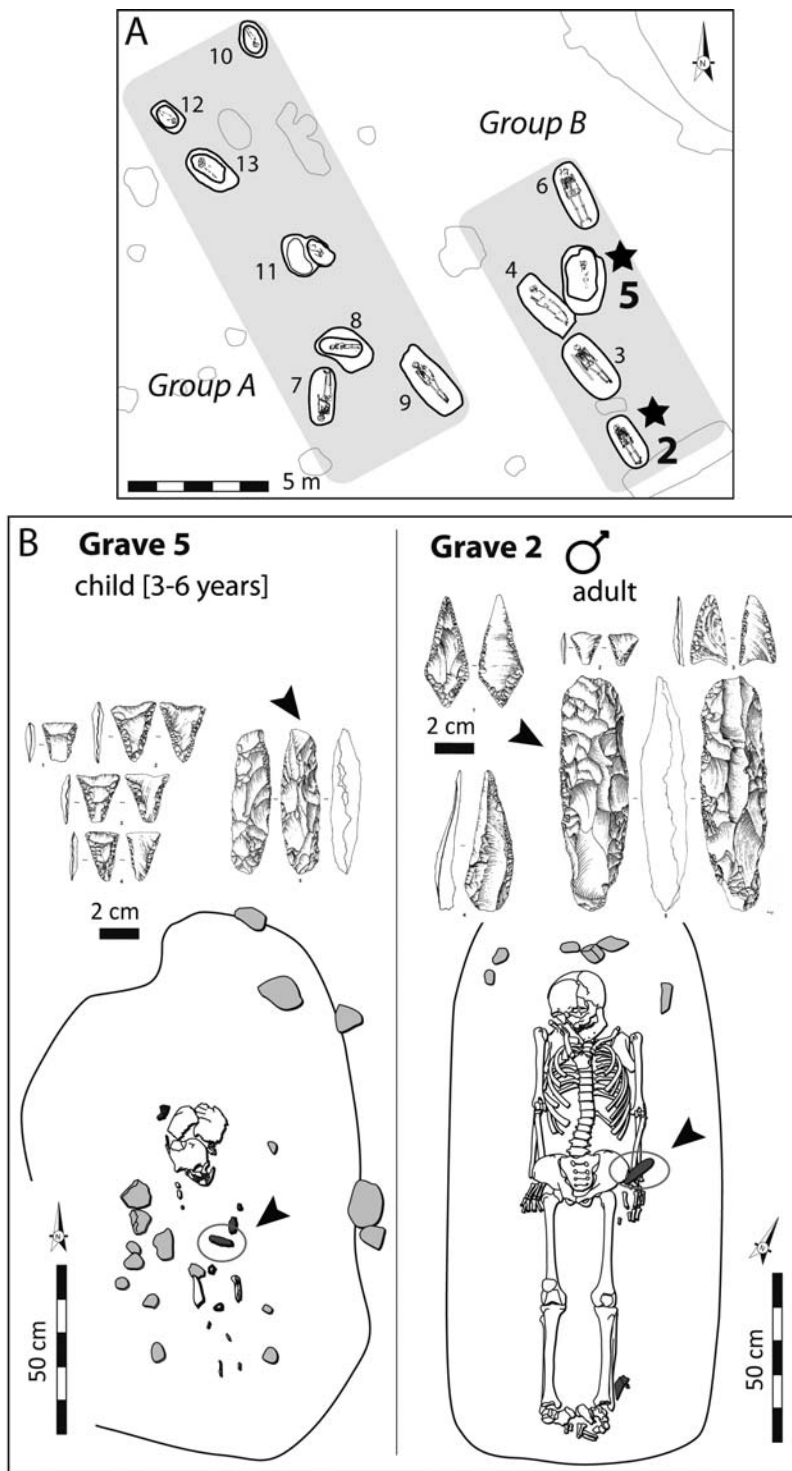 A
10
12
13
Group B
6
11
4
5
8
3
Group A
7
9
2
5 m
N
B
Grave 5
child [3-6 years]
Grave 2 ♂
adult
2 cm
2 cm
N
50 cm
N
50 cm